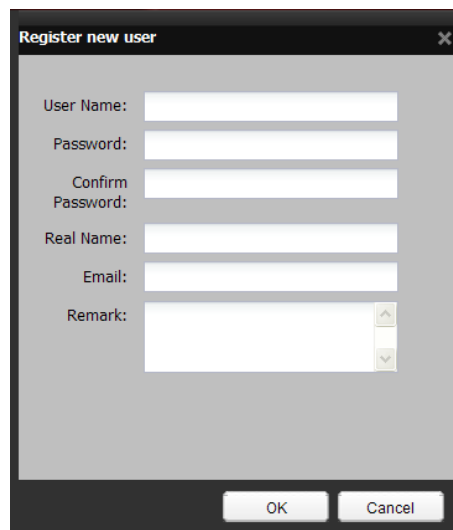 Register new user
User Name:
Password:
Confirm
Password:
Real Name:
Email:
Remark:
OK
Cancel